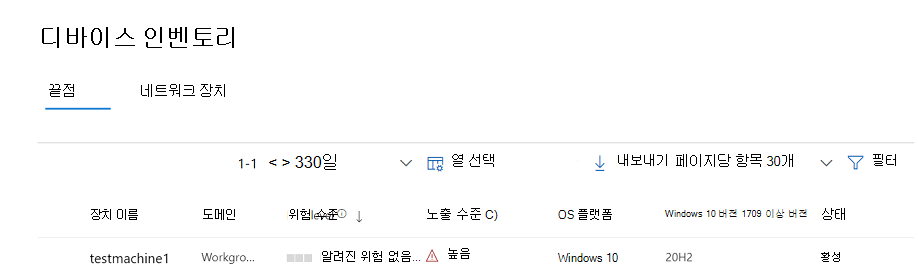 디바이스 인벤토리
끝점 네트워크 장치
1-1 < > 330일 열 선택 내보내기 페이지당 항목 30개 필터
장치 이름 도메인 위험 수준 level 노출 수준 C) OS 플랫폼 Windows 10 버전 1709 이상 버전 상태
testmachine1 Workgro... 알려진 위험 없음... 높음 Windows 10 20H2 황성